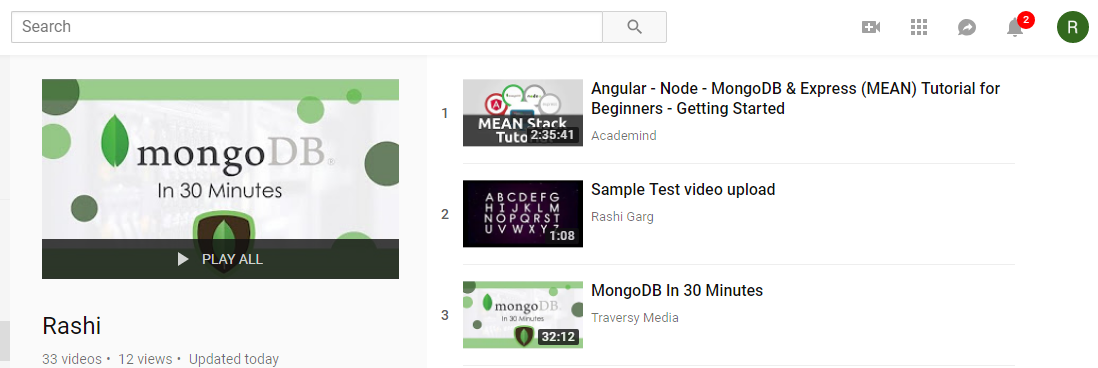 Search
2
R
mongoDB®
In 30 Minutes
PLAY ALL
Rashi
33 videos • 12 views • Updated today
1
MEAN Stack
2:35:41
Angular - Node - MongoDB & Express (MEAN) Tutorial for
Beginners - Getting Started
Academind
2
ABCDEFG
HIJKLM
NOPQRST
UVWXYZ
1:08
Sample Test video upload
Rashi Garg
3
mongoDB
In 30 Minutes
32:12
MongoDB In 30 Minutes
Traversy Media